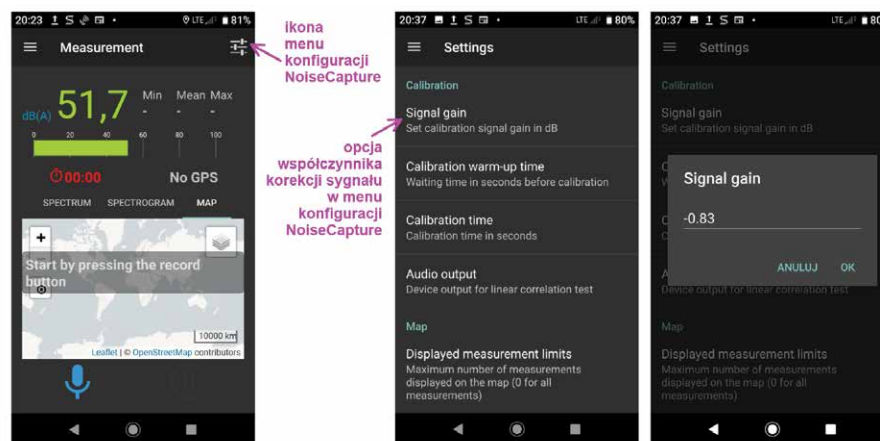 20:23
LTE
81%
Measurement
dB(A)
51,7
Min Mean Max
- - -
0 20 40 60 80 100
00:00
No GPS
SPECTRUM SPECTROGRAM MAP
+
Start by pressing the record
button
10000 km
Leaflet | © OpenStreetMap contributors
ikona
menu
konfiguracji
NoiseCapture
opcja
współczynnika
korekcji sygnału
w menu
konfiguracji
NoiseCapture
20:37
LTE
80%
Settings
Calibration
Signal gain
Set calibration signal gain in dB
Calibration warm-up time
Waiting time in seconds before calibration
Calibration time
Calibration time in seconds
Audio output
Device output for linear correlation test
Map
Displayed measurement limits
Maximum number of measurements
displayed on the map (0 for all
measurements)
20:37
LTE
80
Settings
Calibration
Signal gain
Set calibration signal gain in dB
C
W
Signal gain
-0.83
ANULUJ OK
A
Device output for linear correlation test
Map
Displayed measurement limits
Maximum number of measurements
displayed on the map (0 for all
measurements)